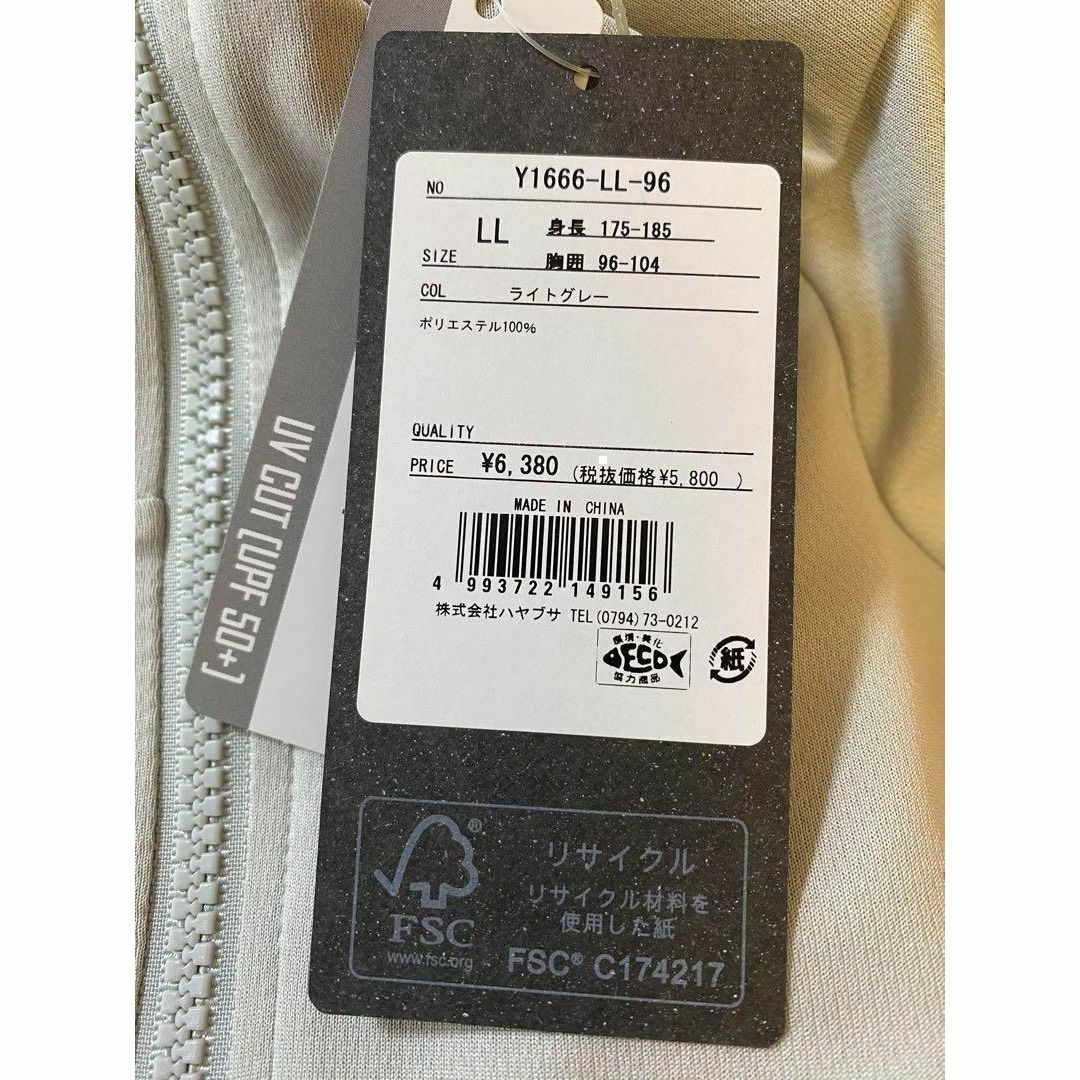 NO Y1666-LL-96
SIZE LL 身長 175-185
胸囲 96-104
COL ライトグレー
ポリエステル100%
QUALITY
PRICE ¥6,380 (税抜価格¥5,800 )
MADE IN CHINA
4 993722 149156
株式会社ハヤブサ TEL(0794)73-0212
環境・美化
ECO
努力商品
紙
UV CUT [UPF 50+]
リサイクル
リサイクル材料を
使用した紙
FSC® C174217
®
FSC
www.fsc.org